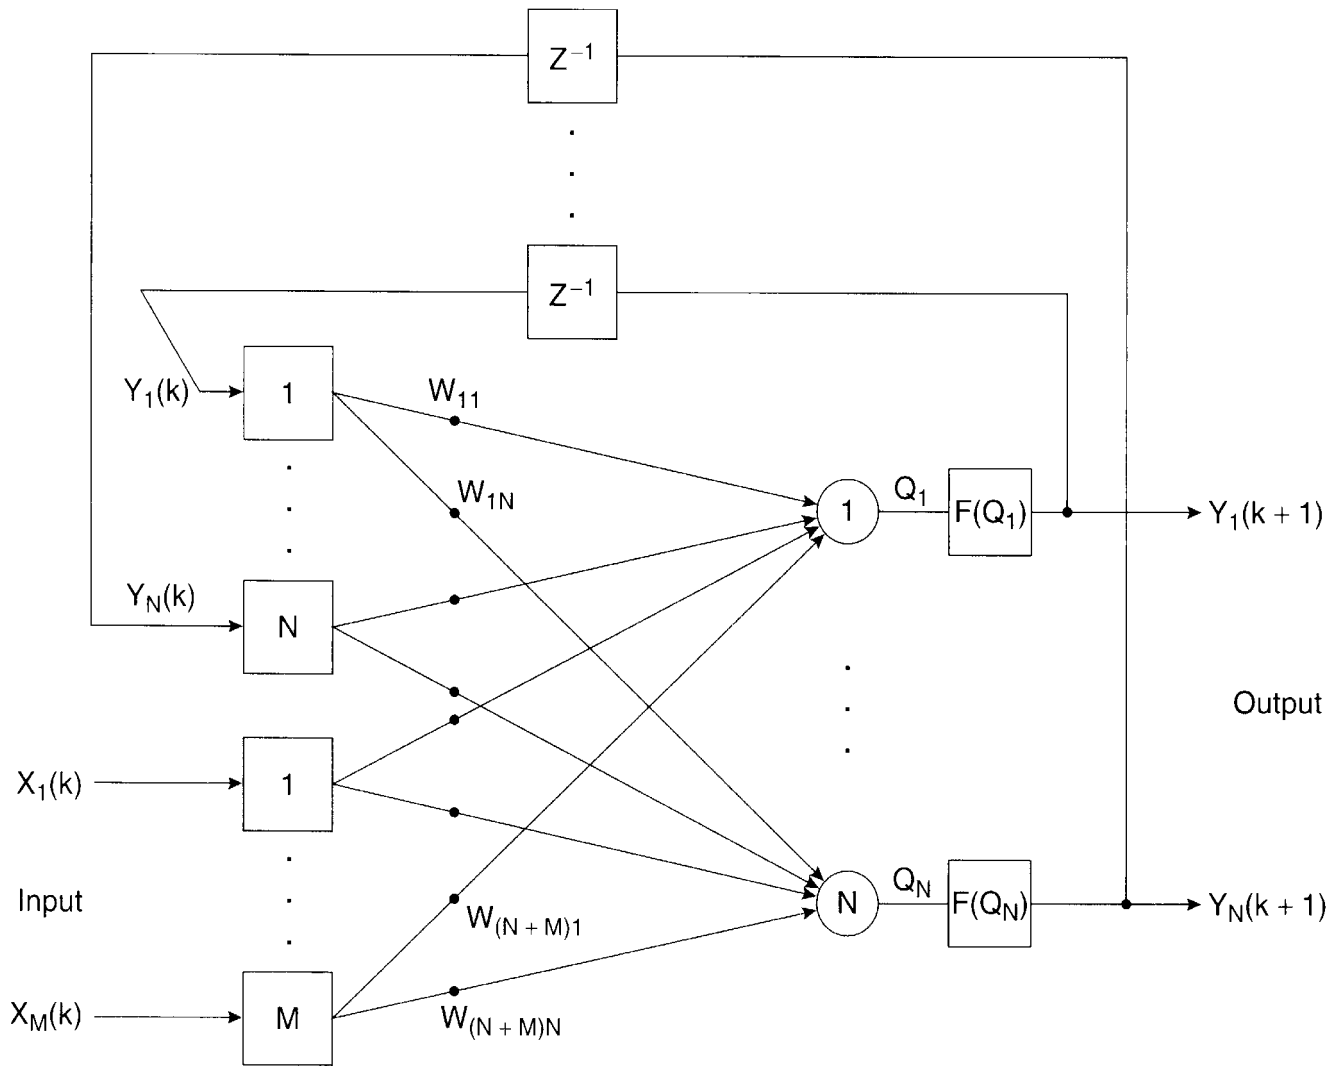 Z⁻¹
Z⁻¹
Y₁(k)
1
W₁₁
W₁N
1
Q₁
F(Q₁)
Y₁(k + 1)
Y_N(k)
N
Output
X₁(k)
1
Input
N
Q_N
F(Q_N)
Y_N(k + 1)
W₍N + M₎1
X_M(k)
M
W₍N + M₎N